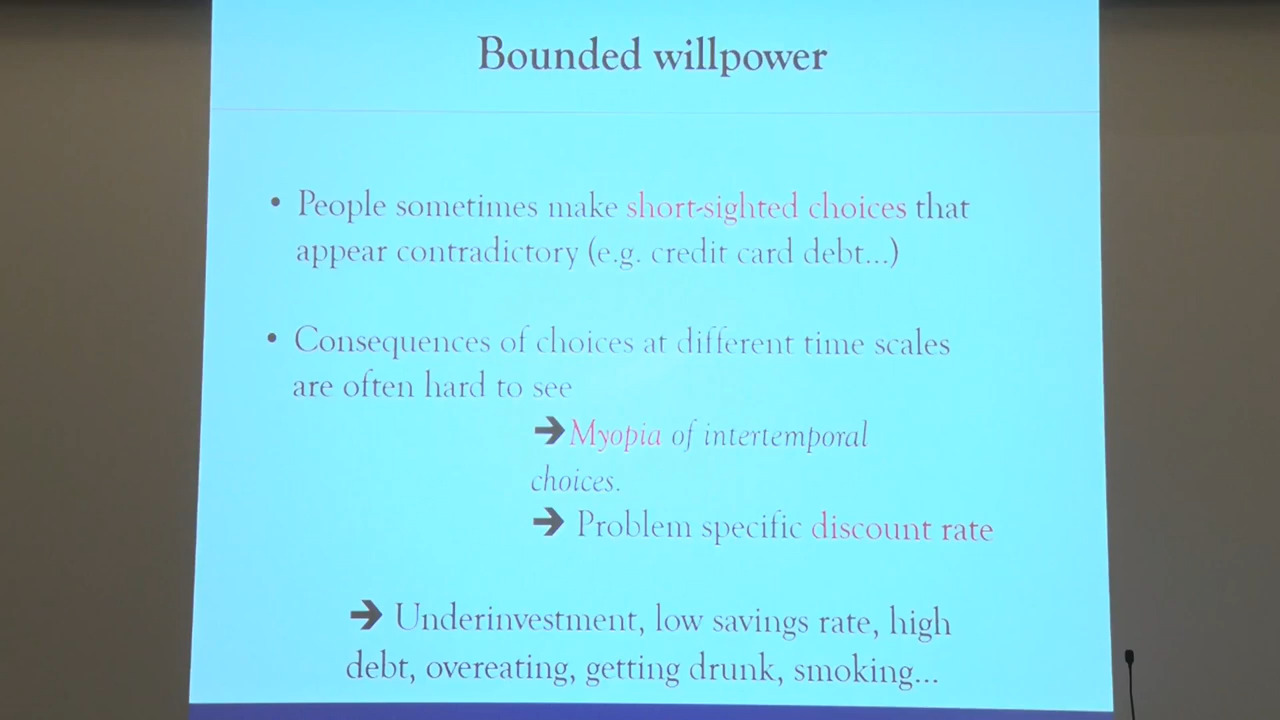 Bounded willpower
• People sometimes make short-sighted choices that
appear contradictory (e.g. credit card debt...)
• Consequences of choices at different time scales
are often hard to see
➔Myopia of intertemporal
choices.
➔ Problem specific discount rate
➔ Underinvestment, low savings rate, high
debt, overeating, getting drunk, smoking...